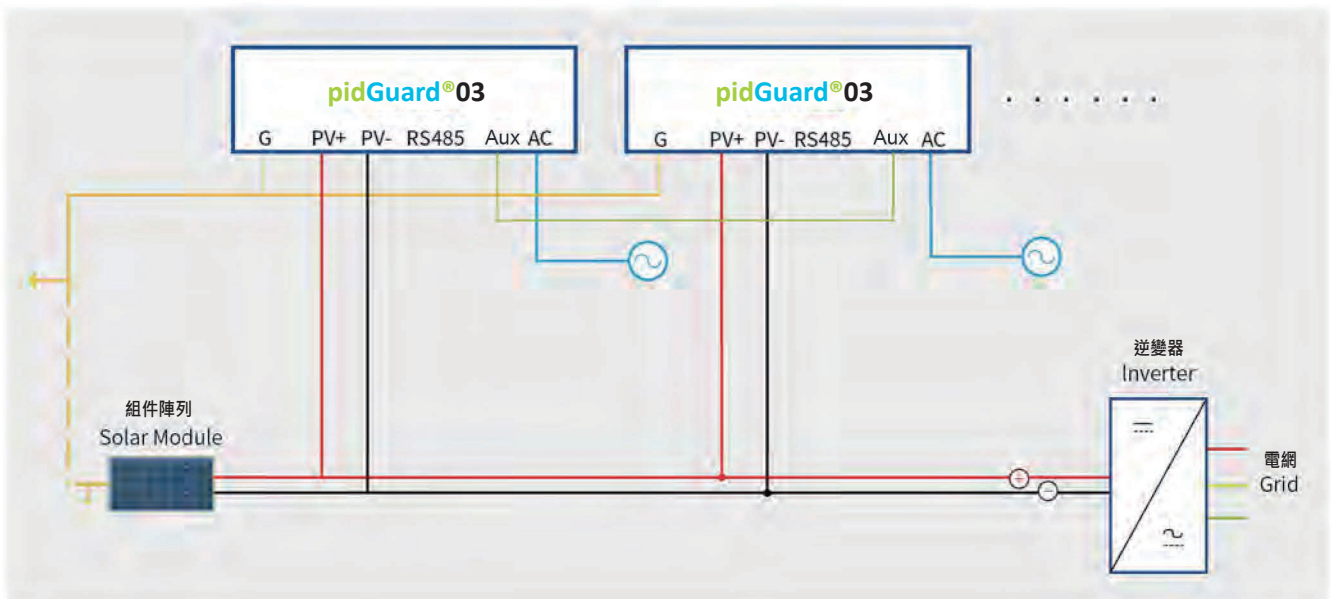 pidGuard®03
G PV+ PV- RS485 Aux AC
pidGuard®03
G PV+ PV- RS485 Aux AC
逆變器
Inverter
組件陣列
Solar Module
電網
Grid